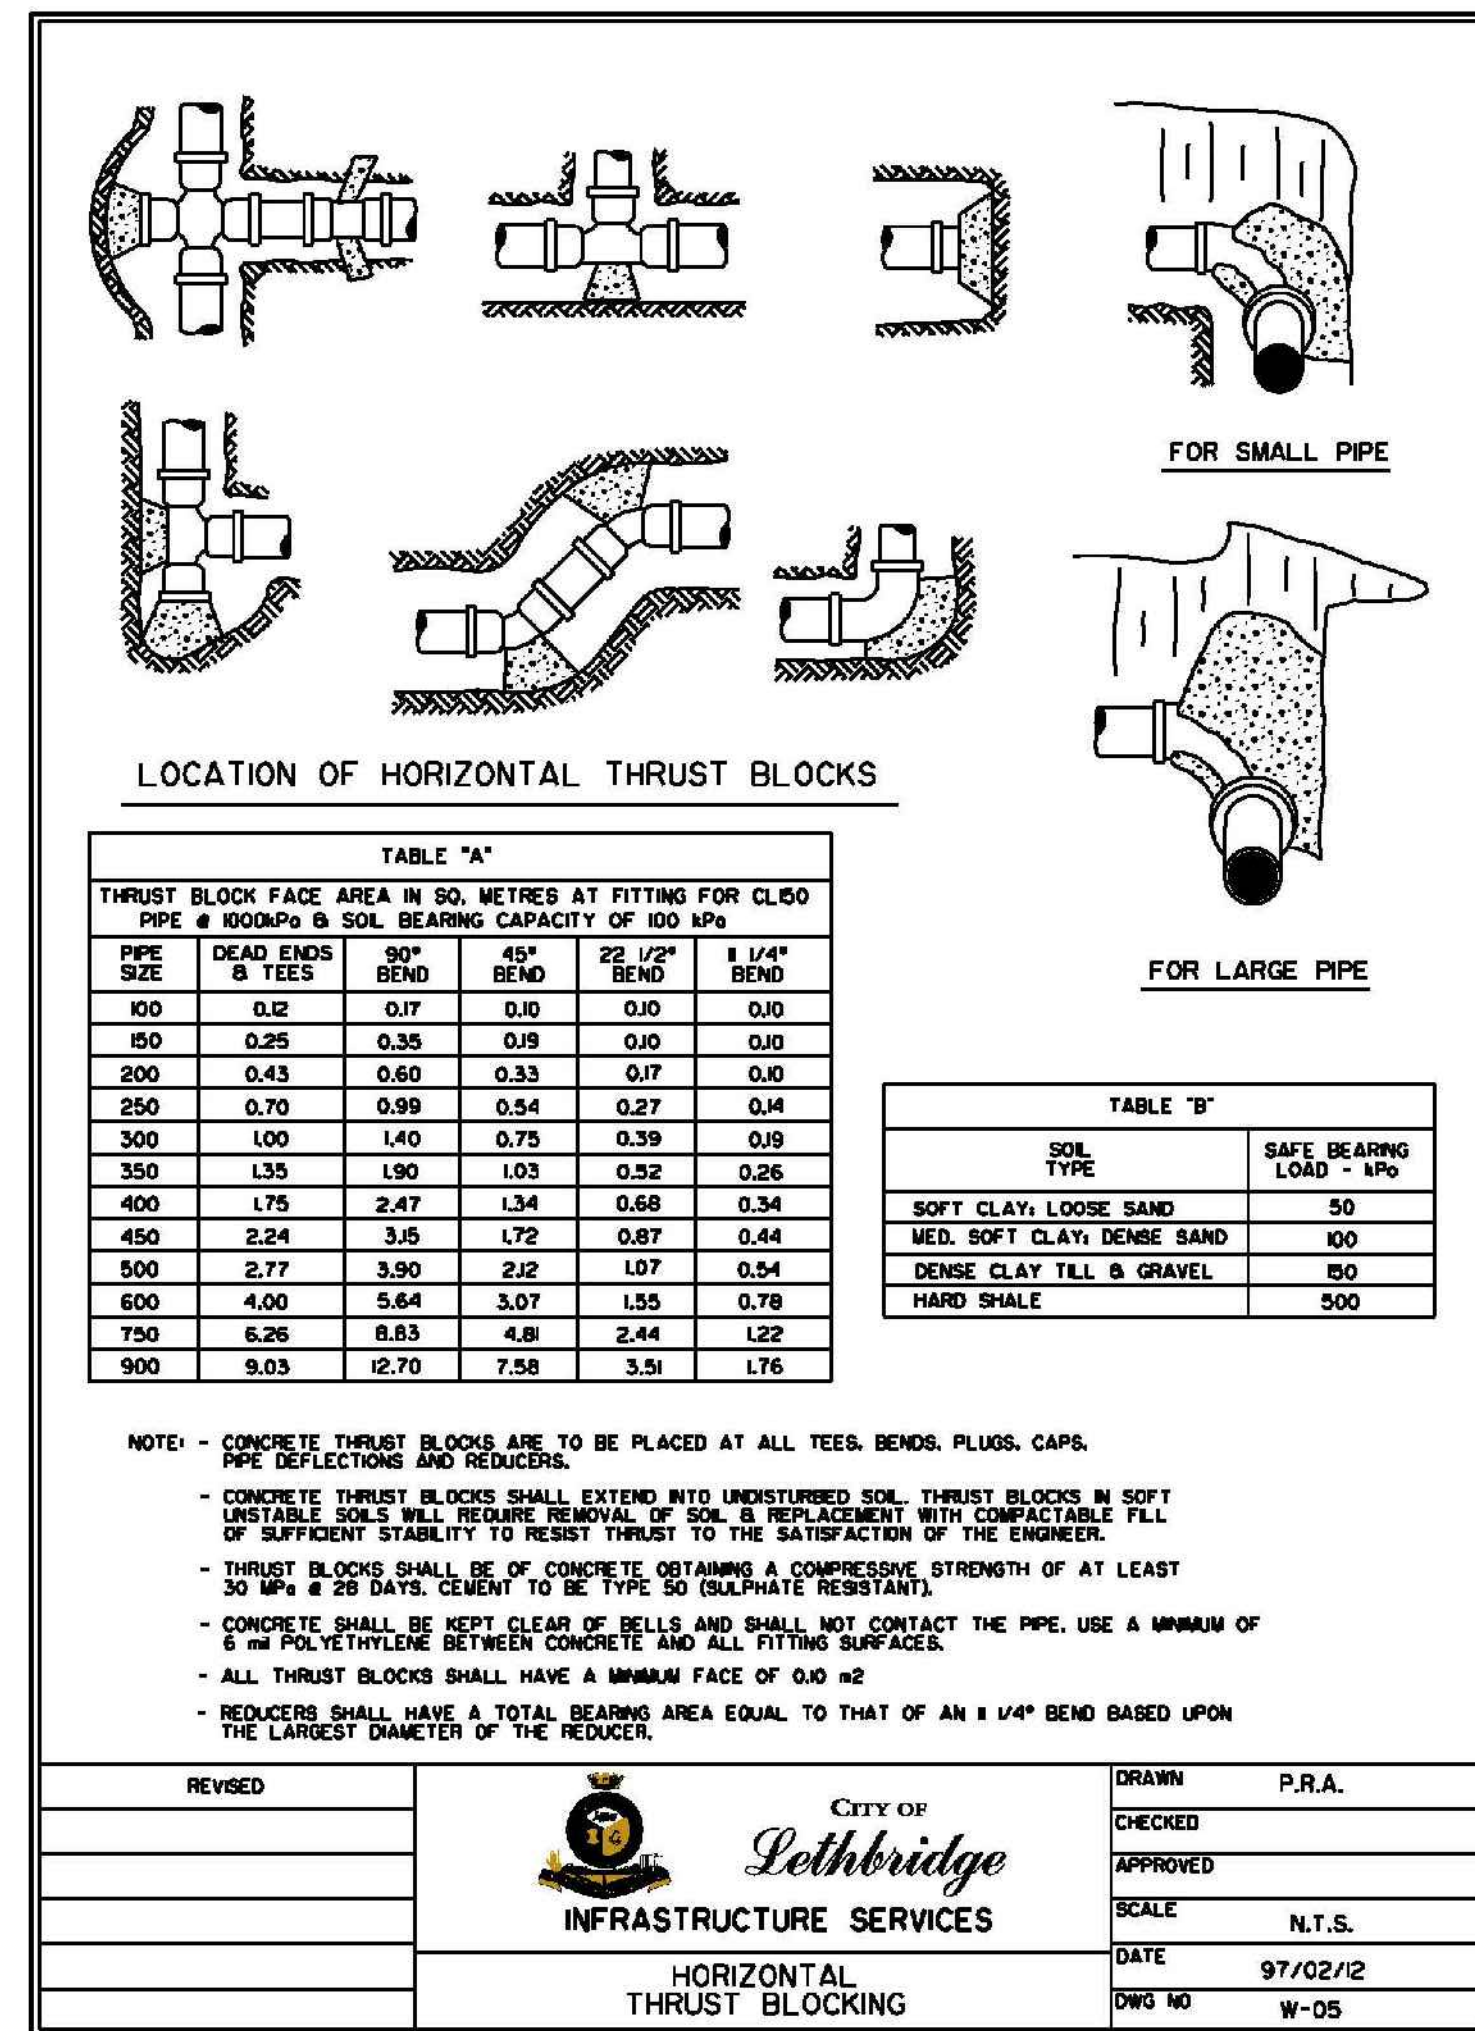 FOR SMALL PIPE
LOCATION OF HORIZONTAL THRUST BLOCKS
FOR LARGE PIPE
TABLE "A"
THRUST BLOCK FACE AREA IN SQ. METRES AT FITTING FOR CL150
PIPE @ 1000kPa & SOIL BEARING CAPACITY OF 100 kPa
PIPE SIZE DEAD ENDS & TEES 90° BEND 45° BEND 22 1/2° BEND 11 1/4° BEND
100 0.12 0.17 0.10 0.10 0.10
150 0.25 0.35 0.19 0.10 0.10
200 0.43 0.60 0.33 0.17 0.10
250 0.70 0.99 0.54 0.27 0.14
300 1.00 1.40 0.75 0.39 0.19
350 1.35 1.90 1.03 0.52 0.26
400 1.75 2.47 1.34 0.68 0.34
450 2.24 3.15 1.72 0.87 0.44
500 2.77 3.90 2.12 1.07 0.54
600 4.00 5.64 3.07 1.55 0.78
750 6.26 8.83 4.81 2.44 1.22
900 9.03 12.70 7.58 3.51 1.76
TABLE "B"
SOIL TYPE SAFE BEARING LOAD - kPa
SOFT CLAY; LOOSE SAND 50
MED. SOFT CLAY; DENSE SAND 100
DENSE CLAY TILL & GRAVEL 150
HARD SHALE 500
NOTE: - CONCRETE THRUST BLOCKS ARE TO BE PLACED AT ALL TEES, BENDS, PLUGS, CAPS,
PIPE DEFLECTIONS AND REDUCERS.
- CONCRETE THRUST BLOCKS SHALL EXTEND INTO UNDISTURBED SOIL. THRUST BLOCKS IN SOFT
UNSTABLE SOILS WILL REQUIRE REMOVAL OF SOIL & REPLACEMENT WITH COMPACTABLE FILL
OF SUFFICIENT STABILITY TO RESIST THRUST TO THE SATISFACTION OF THE ENGINEER.
- THRUST BLOCKS SHALL BE OF CONCRETE OBTAINING A COMPRESSIVE STRENGTH OF AT LEAST
30 MPa @ 28 DAYS. CEMENT TO BE TYPE 50 (SULPHATE RESISTANT).
- CONCRETE SHALL BE KEPT CLEAR OF BELLS AND SHALL NOT CONTACT THE PIPE. USE A MINIMUM OF
6 mil POLYETHYLENE BETWEEN CONCRETE AND ALL FITTING SURFACES.
- ALL THRUST BLOCKS SHALL HAVE A MINIMUM FACE OF 0.10 m2
- REDUCERS SHALL HAVE A TOTAL BEARING AREA EQUAL TO THAT OF AN 11 1/4° BEND BASED UPON
THE LARGEST DIAMETER OF THE REDUCER.
REVISED
CITY OF
Lethbridge
INFRASTRUCTURE SERVICES
HORIZONTAL
THRUST BLOCKING
DRAWN P.R.A.
CHECKED
APPROVED
SCALE N.T.S.
DATE 97/02/12
DWG NO W-05